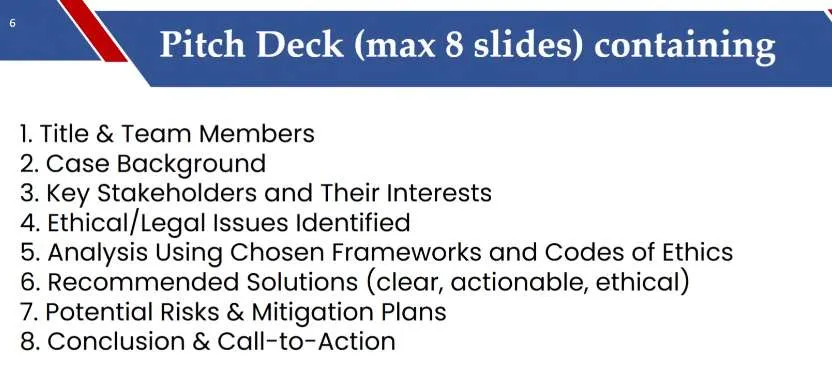 6
Pitch Deck (max 8 slides) containing
1. Title & Team Members
2. Case Background
3. Key Stakeholders and Their Interests
4. Ethical/Legal Issues Identified
5. Analysis Using Chosen Frameworks and Codes of Ethics
6. Recommended Solutions (clear, actionable, ethical)
7. Potential Risks & Mitigation Plans
8. Conclusion & Call-to-Action